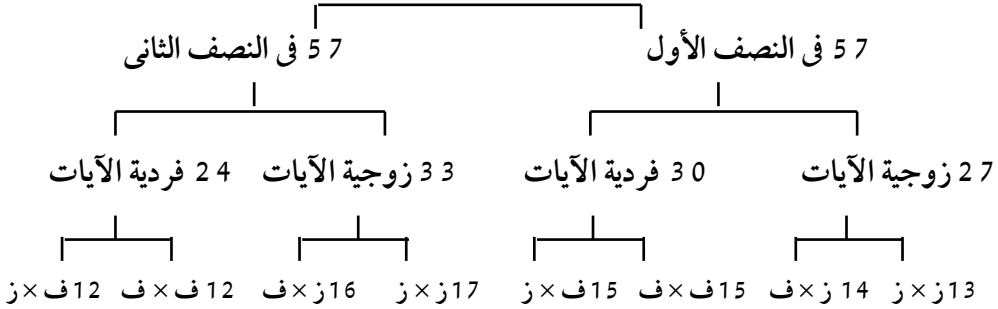 57 فى النصف الأول 57 فى النصف الثانى
27 زوجية الآيات 30 فردية الآيات 33 زوجية الآيات 24 فردية الآيات
13ز×ز 14 ز×ف 15ف×ف 15ف×ز 17ز×ز 16ز×ف 12ف×ف 12ف×ز